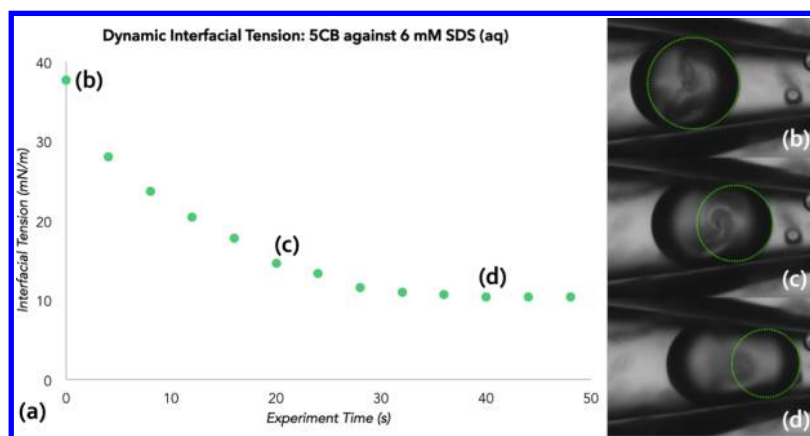 Dynamic Interfacial Tension: 5CB against 6 mM SDS (aq)
40
30
20
10
0
Interfacial Tension (mN/m)
(b)
(c)
(d)
0 10 20 30 40 50
Experiment Time (s)
(a)
(b)
(c)
(d)